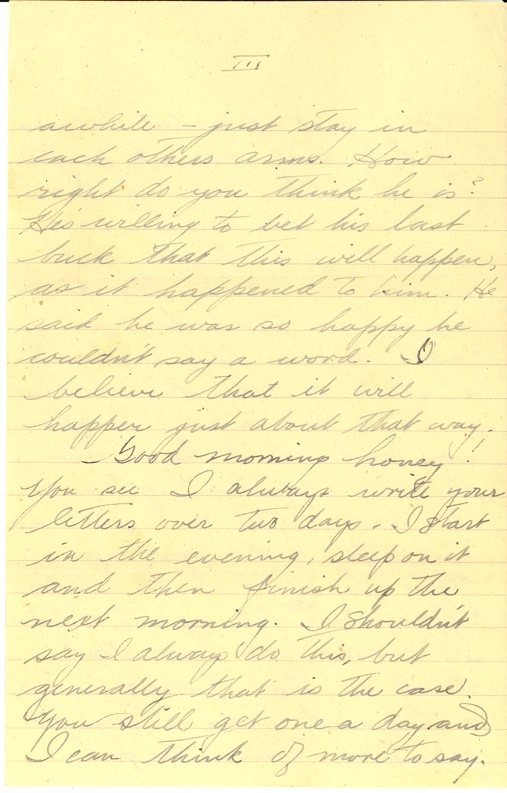 III
awhile - just stay in
each others arms. How
right do you think he is?
He's willing to bet his last
buck that this will happen,
as it happened to him. He
said he was so happy he
couldn't say a word. I
believe that it will
happen just about that way.
Good morning honey!
You see I always write your
letters over two days. I start
in the evening, sleep on it
and then finish up the
next morning. I shouldn't
say I always do this, but
generally that is the case.
You still get one a day and
I can think of more to say.